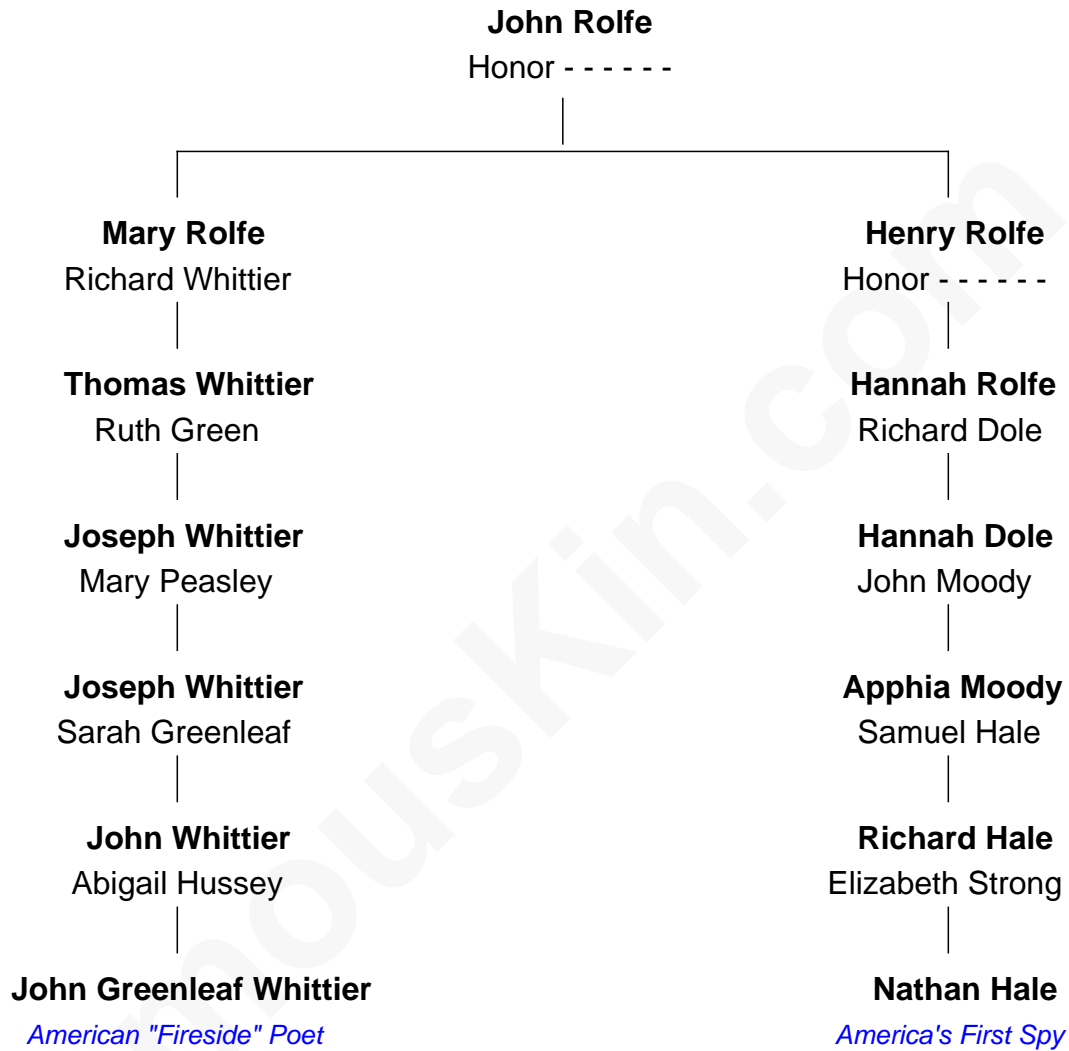 John Rolfe
Honor - - - - - -
Mary Rolfe
Richard Whittier
Henry Rolfe
Honor - - - - - -
Thomas Whittier
Ruth Green
Hannah Rolfe
Richard Dole
Joseph Whittier
Mary Peasley
Hannah Dole
John Moody
Joseph Whittier
Sarah Greenleaf
Apphia Moody
Samuel Hale
John Whittier
Abigail Hussey
Richard Hale
Elizabeth Strong
John Greenleaf Whittier
American "Fireside" Poet
Nathan Hale
America's First Spy
mousKin.com